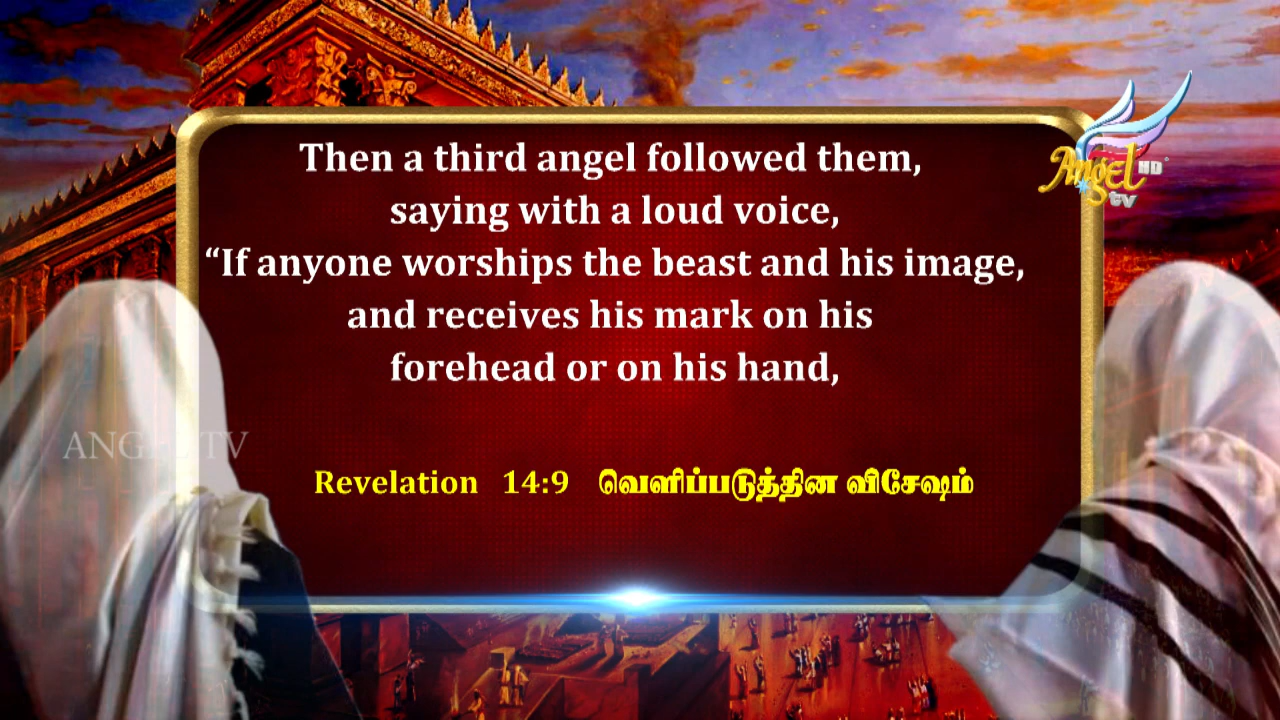 Then a third angel followed them,
saying with a loud voice,
“If anyone worships the beast and his image,
and receives his mark on his
forehead or on his hand,
Revelation 14:9 வெளிப்படுத்தின விசேஷம்
Angel HD
tv
ANGEL TV